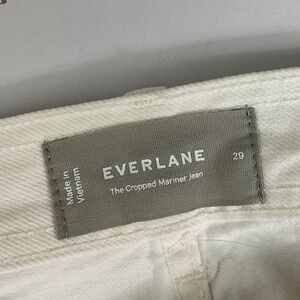 Made in
Vietnam
EVERLANE
29
The Cropped Mariner Jean